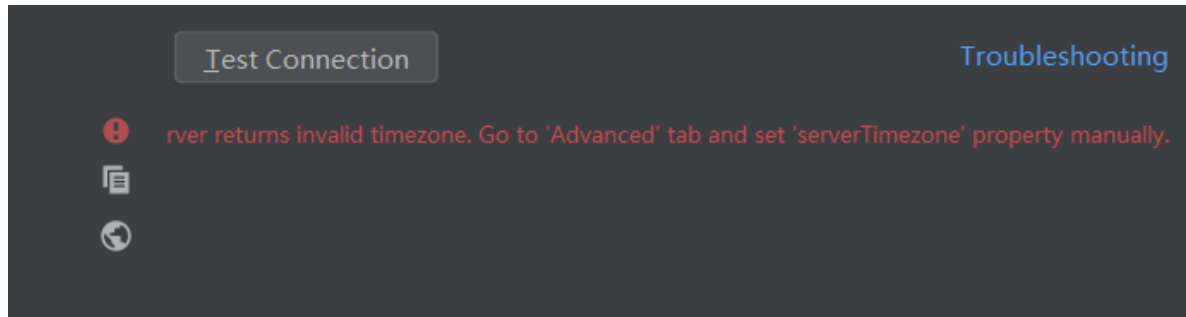 Test Connection
Troubleshooting
rver returns invalid timezone. Go to 'Advanced' tab and set 'serverTimezone' property manually.